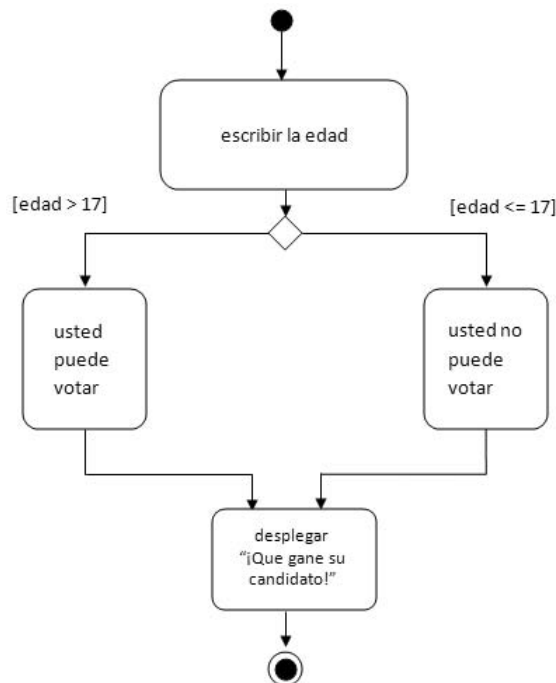 escribir la edad
[edad > 17]
[edad <= 17]
usted
puede
votar
usted no
puede
votar
desplegar
“¡Que gane su
candidato!”